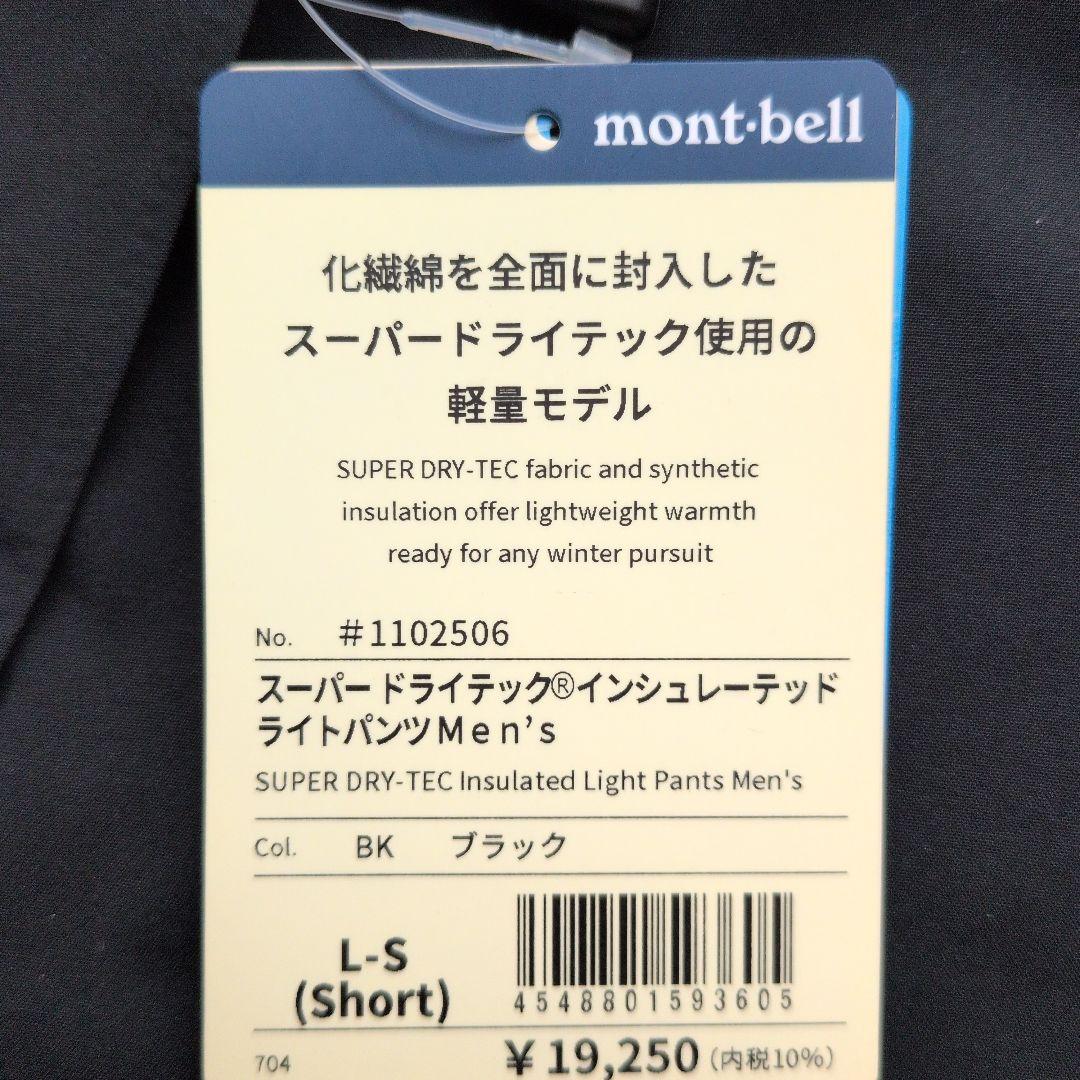 mont-bell
化繊綿を全面に封入した
スーパードライテック使用の
軽量モデル
SUPER DRY-TEC fabric and synthetic
insulation offer lightweight warmth
ready for any winter pursuit
No. #1102506
スーパードライテック®インシュレーテッド
ライトパンツMen's
SUPER DRY-TEC Insulated Light Pants Men's
Col. BK ブラック
L-S
(Short)
4548801593605
704 ¥19,250 (内税10%)